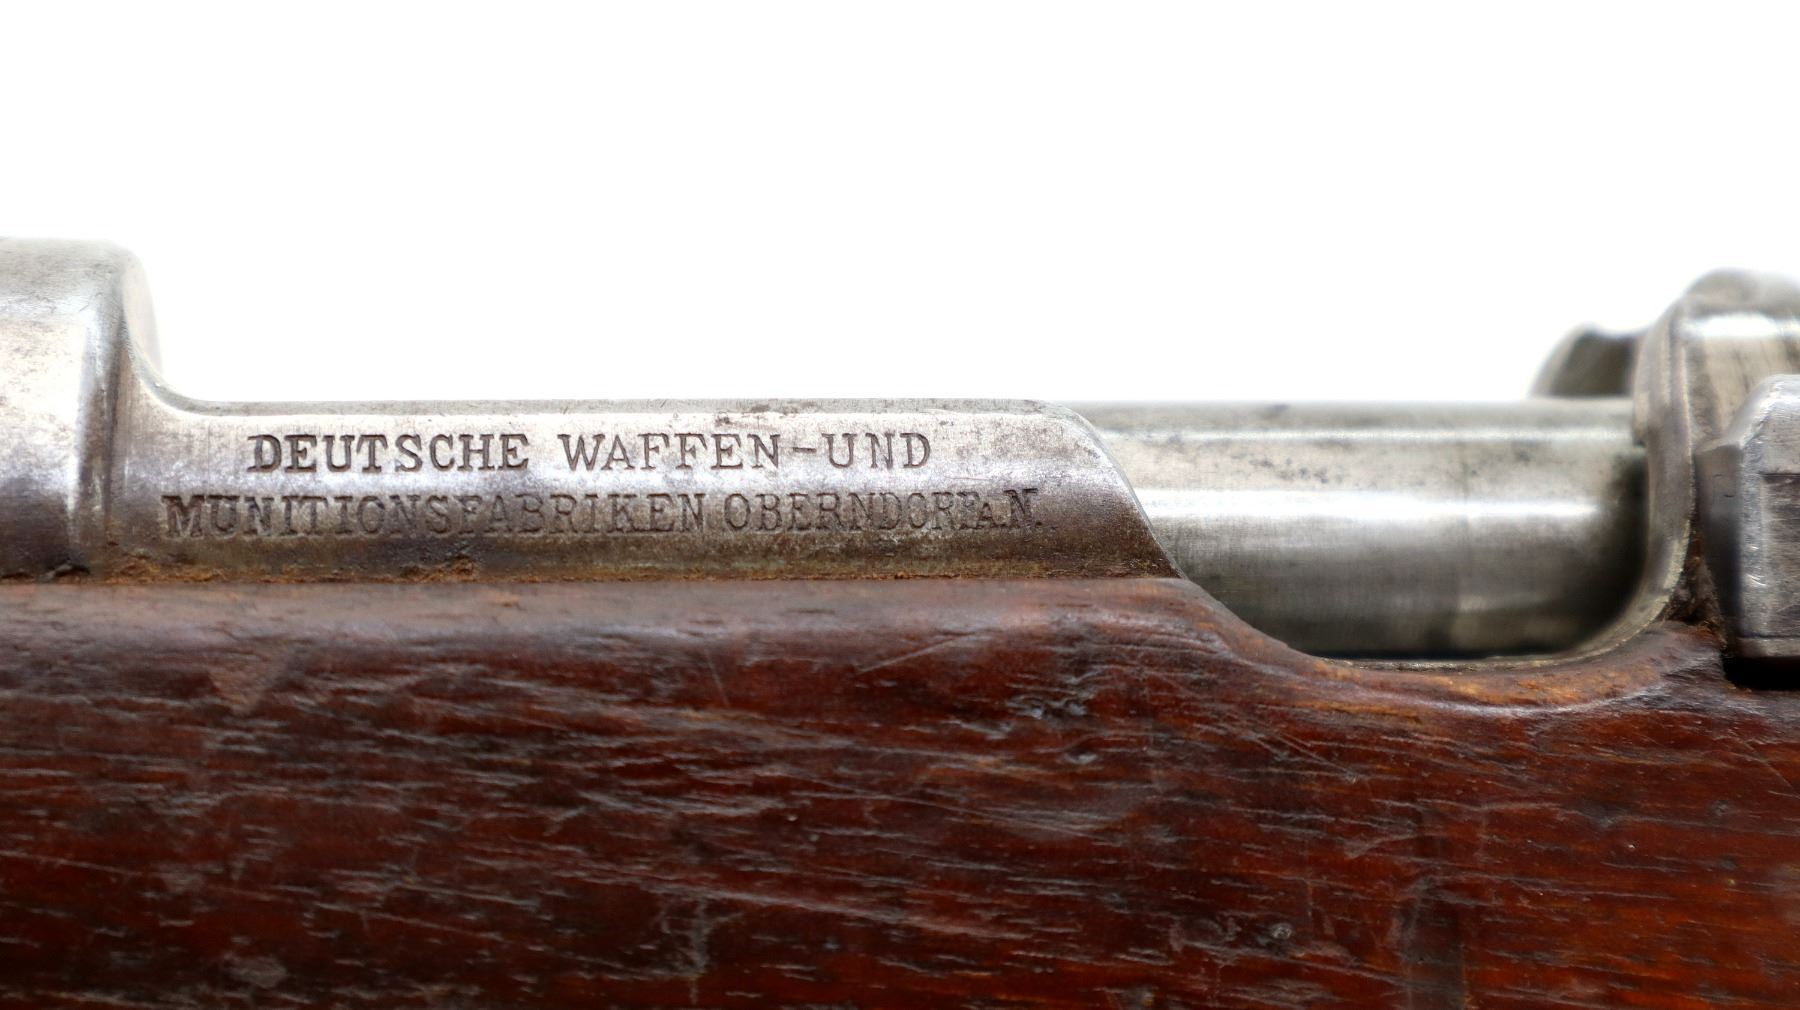 DEUTSCHE WAFFEN-UND
MUNITIONSFABRIKEN OBERNDORF A.N.